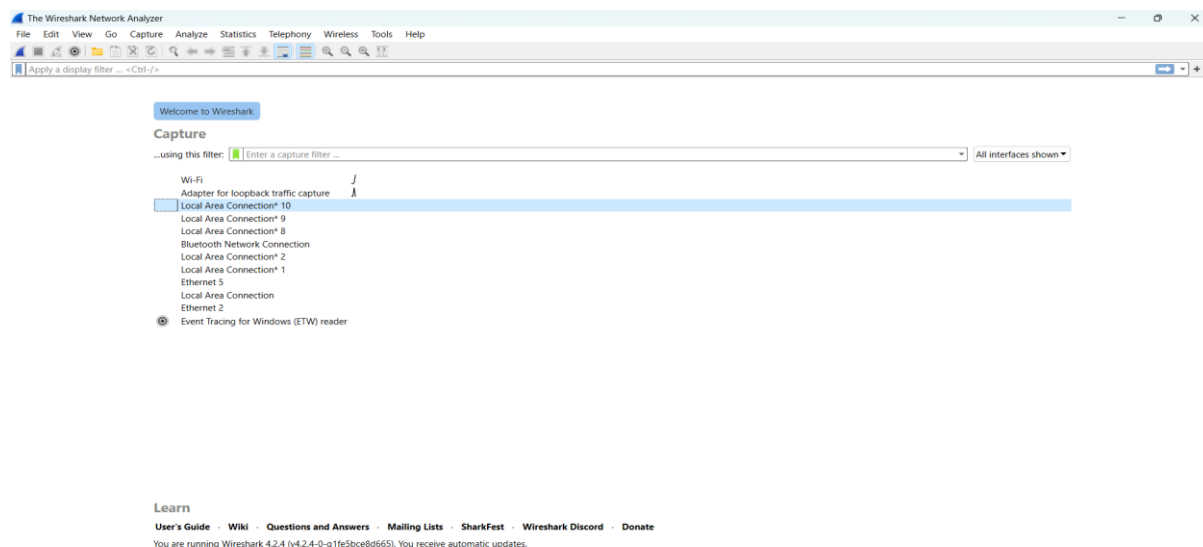 The Wireshark Network Analyzer
File Edit View Go Capture Analyze Statistics Telephony Wireless Tools Help
Apply a display filter ... <Ctrl-/>
Welcome to Wireshark
Capture
...using this filter: Enter a capture filter ... All interfaces shown
Wi-Fi
Adapter for loopback traffic capture
Local Area Connection* 10
Local Area Connection* 9
Local Area Connection* 8
Bluetooth Network Connection
Local Area Connection* 2
Local Area Connection* 1
Ethernet 5
Local Area Connection
Ethernet 2
Event Tracing for Windows (ETW) reader
Learn
User's Guide · Wiki · Questions and Answers · Mailing Lists · SharkFest · Wireshark Discord · Donate
You are running Wireshark 4.2.4 (v4.2.4-0-g1fe5bce8d665). You receive automatic updates.